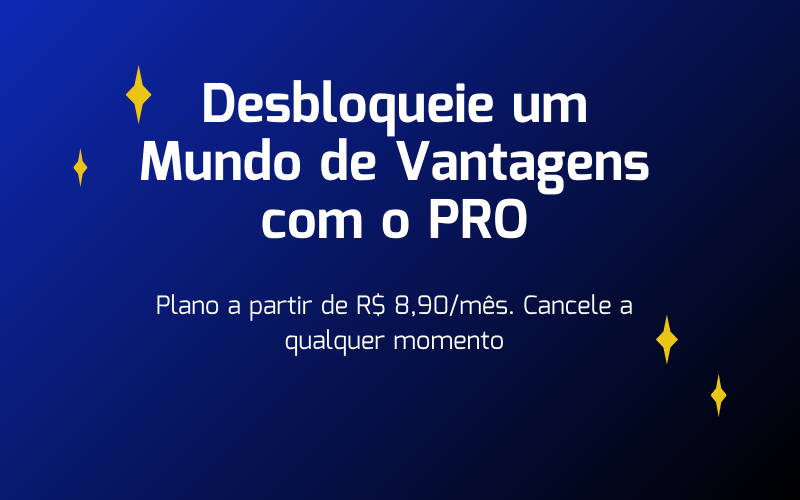 Desbloqueie um
Mundo de Vantagens
com o PRO
Plano a partir de R$ 8,90/mês. Cancele a
qualquer momento